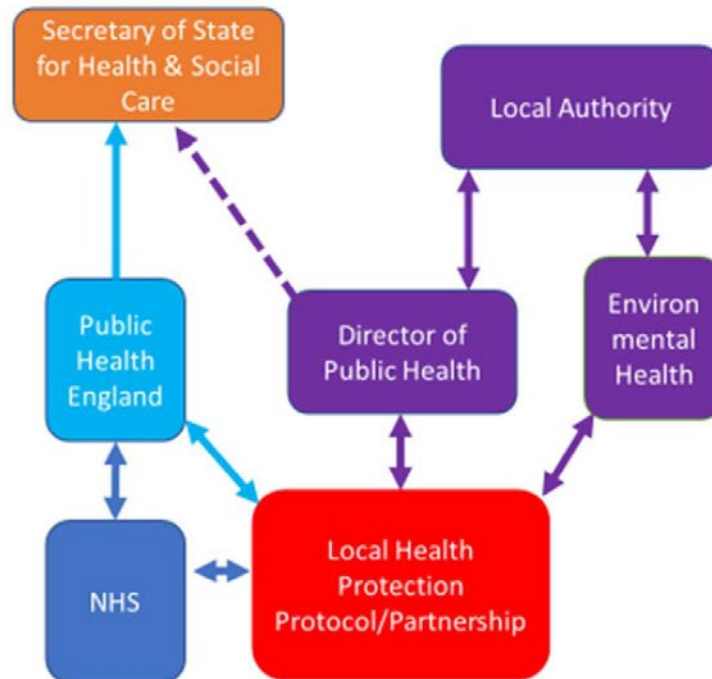 Secretary of State
for Health & Social
Care
Local Authority
Public
Health
England
Director of
Public Health
Environ
mental
Health
NHS
Local Health
Protection
Protocol/Partnership